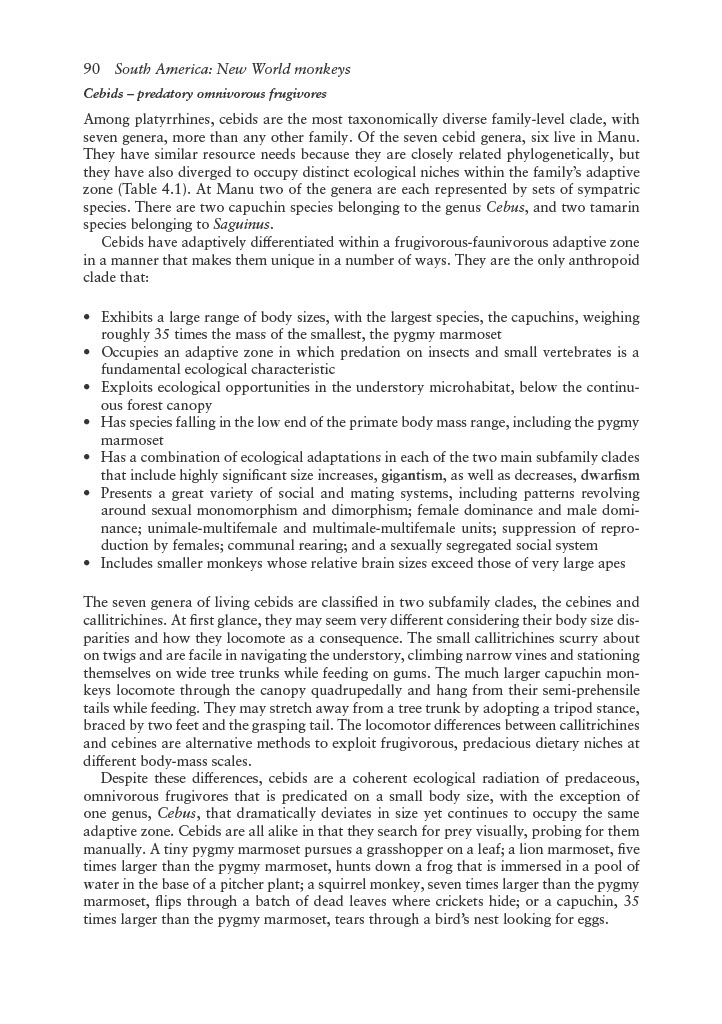 90 South America: New World monkeys
Cebids – predatory omnivorous frugivores
Among platyrrhines, cebids are the most taxonomically diverse family-level clade, with
seven genera, more than any other family. Of the seven cebid genera, six live in Manu.
They have similar resource needs because they are closely related phylogenetically, but
they have also diverged to occupy distinct ecological niches within the family's adaptive
zone (Table 4.1). At Manu two of the genera are each represented by sets of sympatric
species. There are two capuchin species belonging to the genus Cebus, and two tamarin
species belonging to Saguinus.
Cebids have adaptively differentiated within a frugivorous-faunivorous adaptive zone
in a manner that makes them unique in a number of ways. They are the only anthropoid
clade that:
• Exhibits a large range of body sizes, with the largest species, the capuchins, weighing
roughly 35 times the mass of the smallest, the pygmy marmoset
• Occupies an adaptive zone in which predation on insects and small vertebrates is a
fundamental ecological characteristic
• Exploits ecological opportunities in the understory microhabitat, below the continu-
ous forest canopy
• Has species falling in the low end of the primate body mass range, including the pygmy
marmoset
• Has a combination of ecological adaptations in each of the two main subfamily clades
that include highly significant size increases, gigantism, as well as decreases, dwarfism
• Presents a great variety of social and mating systems, including patterns revolving
around sexual monomorphism and dimorphism; female dominance and male domi-
nance; unimale-multifemale and multimale-multifemale units; suppression of repro-
duction by females; communal rearing; and a sexually segregated social system
• Includes smaller monkeys whose relative brain sizes exceed those of very large apes
The seven genera of living cebids are classified in two subfamily clades, the cebines and
callitrichines. At first glance, they may seem very different considering their body size dis-
parities and how they locomote as a consequence. The small callitrichines scurry about
on twigs and are facile in navigating the understory, climbing narrow vines and stationing
themselves on wide tree trunks while feeding on gums. The much larger capuchin mon-
keys locomote through the canopy quadrupedally and hang from their semi-prehensile
tails while feeding. They may stretch away from a tree trunk by adopting a tripod stance,
braced by two feet and the grasping tail. The locomotor differences between callitrichines
and cebines are alternative methods to exploit frugivorous, predacious dietary niches at
different body-mass scales.
Despite these differences, cebids are a coherent ecological radiation of predaceous,
omnivorous frugivores that is predicated on a small body size, with the exception of
one genus, Cebus, that dramatically deviates in size yet continues to occupy the same
adaptive zone. Cebids are all alike in that they search for prey visually, probing for them
manually. A tiny pygmy marmoset pursues a grasshopper on a leaf; a lion marmoset, five
times larger than the pygmy marmoset, hunts down a frog that is immersed in a pool of
water in the base of a pitcher plant; a squirrel monkey, seven times larger than the pygmy
marmoset, flips through a batch of dead leaves where crickets hide; or a capuchin, 35
times larger than the pygmy marmoset, tears through a bird's nest looking for eggs.